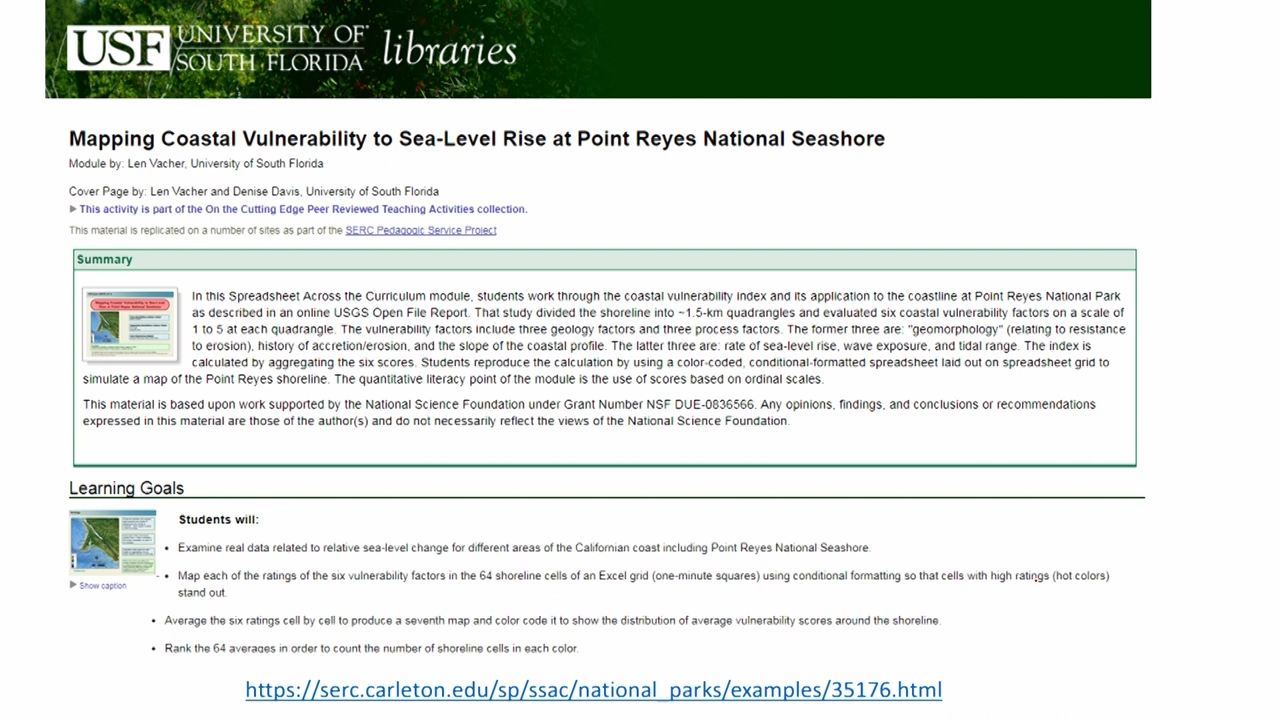 USF UNIVERSITY OF SOUTH FLORIDA libraries
Mapping Coastal Vulnerability to Sea-Level Rise at Point Reyes National Seashore
Module by: Len Vacher, University of South Florida
Cover Page by: Len Vacher and Denise Davis, University of South Florida
This activity is part of the On the Cutting Edge Peer Reviewed Teaching Activities collection.
This material is replicated on a number of sites as part of the SERC Pedagogic Service Project
Summary
In this Spreadsheet Across the Curriculum module, students work through the coastal vulnerability index and its application to the coastline at Point Reyes National Park
as described in an online USGS Open File Report. That study divided the shoreline into ~1.5-km quadrangles and evaluated six coastal vulnerability factors on a scale of
1 to 5 at each quadrangle. The vulnerability factors include three geology factors and three process factors. The former three are: "geomorphology" (relating to resistance
to erosion), history of accretion/erosion, and the slope of the coastal profile. The latter three are: rate of sea-level rise, wave exposure, and tidal range. The index is
calculated by aggregating the six scores. Students reproduce the calculation by using a color-coded, conditional-formatted spreadsheet laid out on spreadsheet grid to
simulate a map of the Point Reyes shoreline. The quantitative literacy point of the module is the use of scores based on ordinal scales.
This material is based upon work supported by the National Science Foundation under Grant Number NSF DUE-0836566. Any opinions, findings, and conclusions or recommendations
expressed in this material are those of the author(s) and do not necessarily reflect the views of the National Science Foundation.
Learning Goals
Students will:
• Examine real data related to relative sea-level change for different areas of the Californian coast including Point Reyes National Seashore.
• Map each of the ratings of the six vulnerability factors in the 64 shoreline cells of an Excel grid (one-minute squares) using conditional formatting so that cells with high ratings (hot colors)
stand out.
Show caption
• Average the six ratings cell by cell to produce a seventh map and color code it to show the distribution of average vulnerability scores around the shoreline.
• Rank the 64 averages in order to count the number of shoreline cells in each color.
https://serc.carleton.edu/sp/ssac/national_parks/examples/35176.html